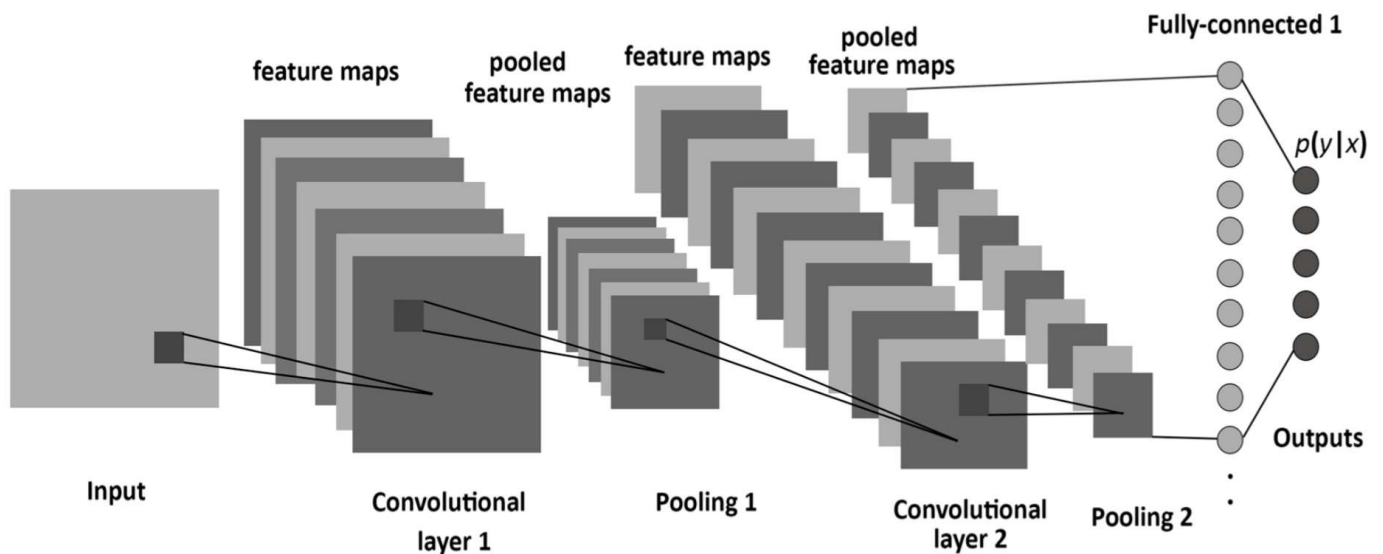 feature maps
pooled
feature maps
feature maps
pooled
feature maps
Fully-connected 1
p(y|x)
Outputs
Input
Convolutional
layer 1
Pooling 1
Convolutional
layer 2
Pooling 2